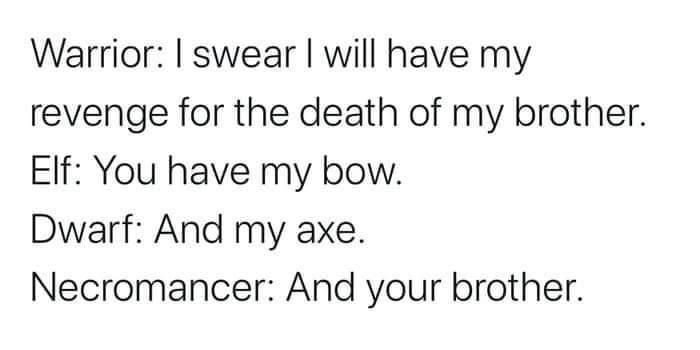 Warrior: I swear I will have my
revenge for the death of my brother.
Elf: You have my bow.
Dwarf: And my axe.
Necromancer: And your brother.